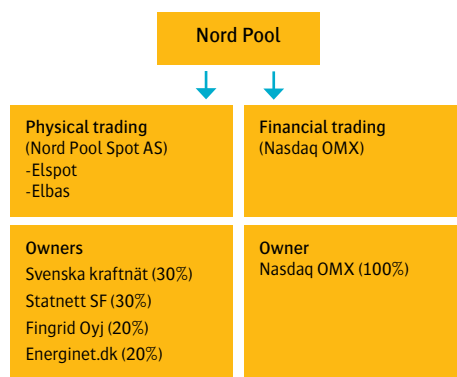 Nord Pool
Physical trading
(Nord Pool Spot AS)
-Elspot
-Elbas
Financial trading
(Nasdaq OMX)
Owners
Svenska kraftnät (30%)
Statnett SF (30%)
Fingrid Oyj (20%)
Energinet.dk (20%)
Owner
Nasdaq OMX (100%)